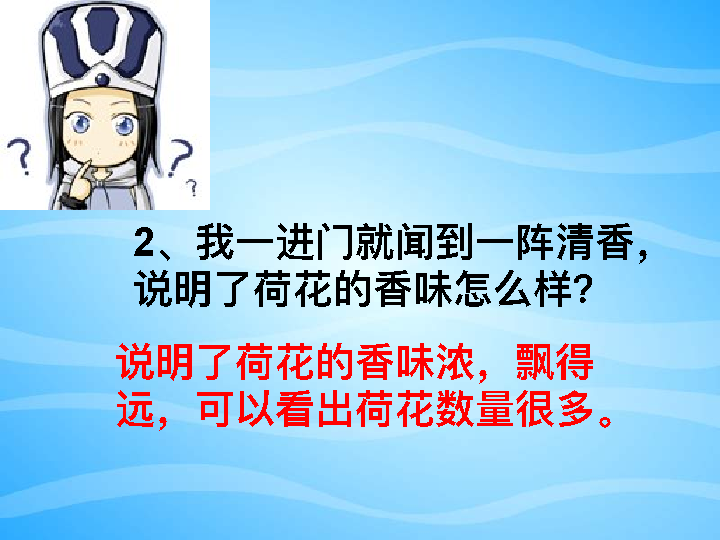 2、我一进门就闻到一阵清香，
说明了荷花的香味怎么样？
说明了荷花的香味浓，飘得
远，可以看出荷花数量很多。
? ? ?